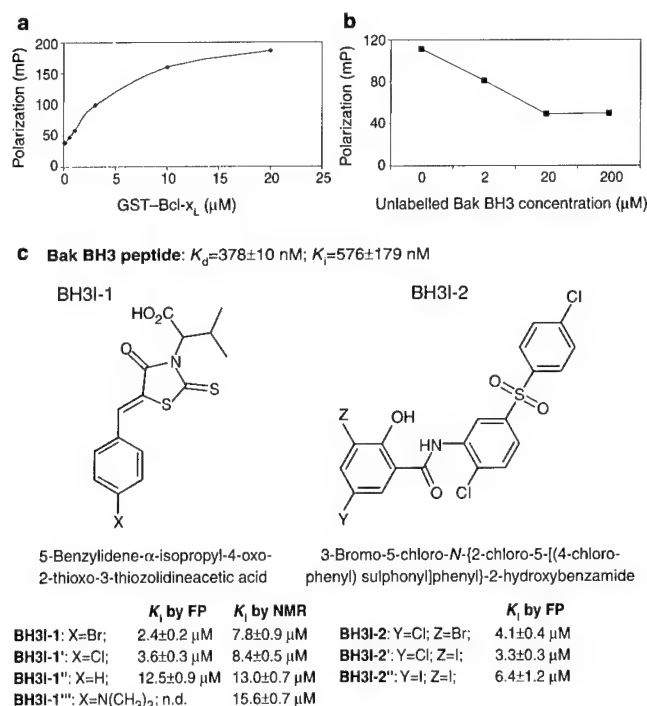 a
200
150
100
50
0
Polarization (mP)
0 5 10 15 20 25
GST–Bcl-xL (μM)
b
120
80
40
0
Polarization (mP)
0 2 20 200
Unlabelled Bak BH3 concentration (μM)
c Bak BH3 peptide: Kd=378±10 nM; Ki=576±179 nM
BH3I-1
HO2C
O
N
S
S
X
5-Benzylidene-α-isopropyl-4-oxo-
2-thioxo-3-thiozolidineacetic acid
BH3I-2
Cl
O
S
O
Z
OH
HN
O
Cl
Y
3-Bromo-5-chloro-N-{2-chloro-5-[(4-chloro-
phenyl) sulphonyl]phenyl}-2-hydroxybenzamide
Ki by FP Ki by NMR
BH3I-1: X=Br; 2.4±0.2 μM 7.8±0.9 μM
BH3I-1': X=Cl; 3.6±0.3 μM 8.4±0.5 μM
BH3I-1'': X=H; 12.5±0.9 μM 13.0±0.7 μM
BH3I-1''': X=N(CH3)2; n.d. 15.6±0.7 μM
Ki by FP
BH3I-2: Y=Cl; Z=Br; 4.1±0.4 μM
BH3I-2': Y=Cl; Z=I; 3.3±0.3 μM
BH3I-2'': Y=I; Z=I; 6.4±1.2 μM